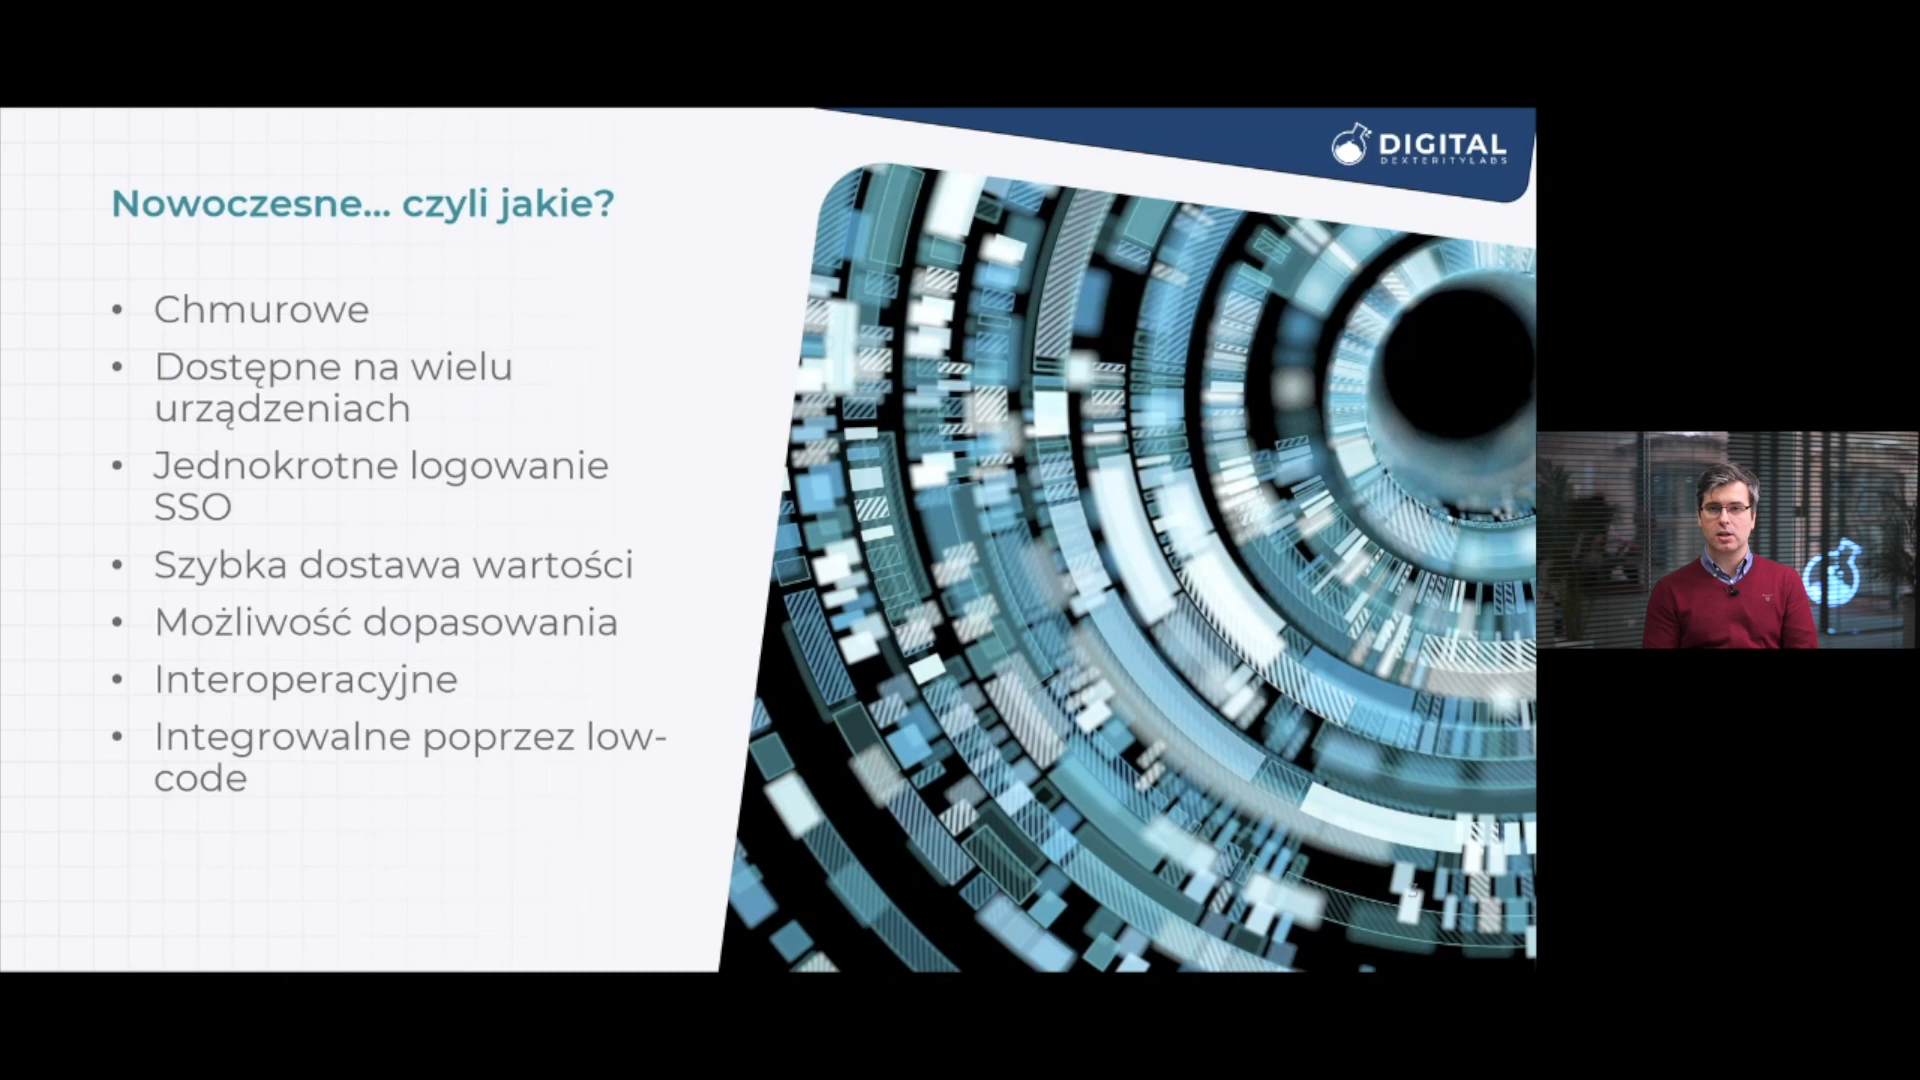 DIGITAL
DEXTERITYLABS
Nowoczesne... czyli jakie?
• Chmurowe
• Dostępne na wielu
urządzeniach
• Jednokrotne logowanie
SSO
• Szybka dostawa wartości
• Możliwość dopasowania
• Interoperacyjne
• Integrowalne poprzez low-
code
3